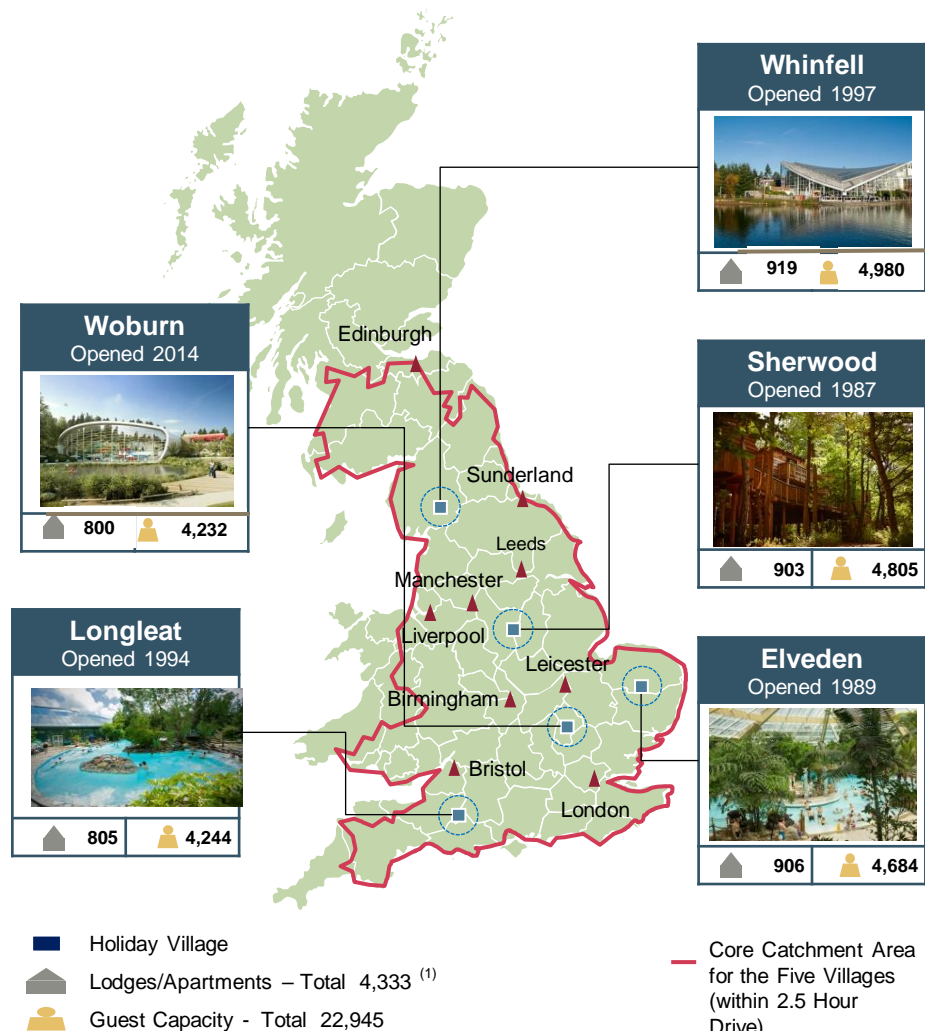 Whinfell
Opened 1997
919 4,980
Woburn
Opened 2014
800 4,232
Edinburgh
Sherwood
Opened 1987
903 4,805
Sunderland
Leeds
Manchester
Liverpool
Longleat
Opened 1994
805 4,244
Leicester
Birmingham
Elveden
Opened 1989
906 4,684
Bristol
London
Holiday Village
Lodges/Apartments – Total 4,333 (1)
Guest Capacity - Total 22,945
Core Catchment Area
for the Five Villages
(within 2.5 Hour
Drive)